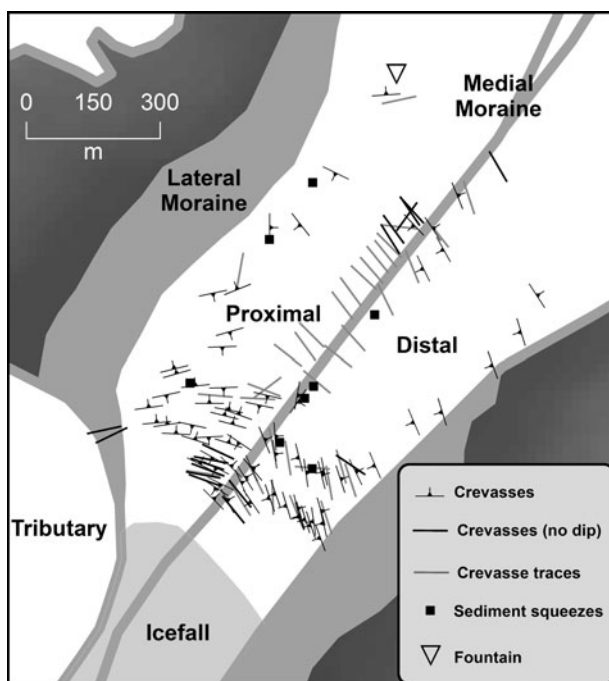 0 150 300
m
Medial
Moraine
Lateral
Moraine
Proximal
Distal
Tributary
Icefall
Crevasses
Crevasses (no dip)
Crevasse traces
Sediment squeezes
Fountain